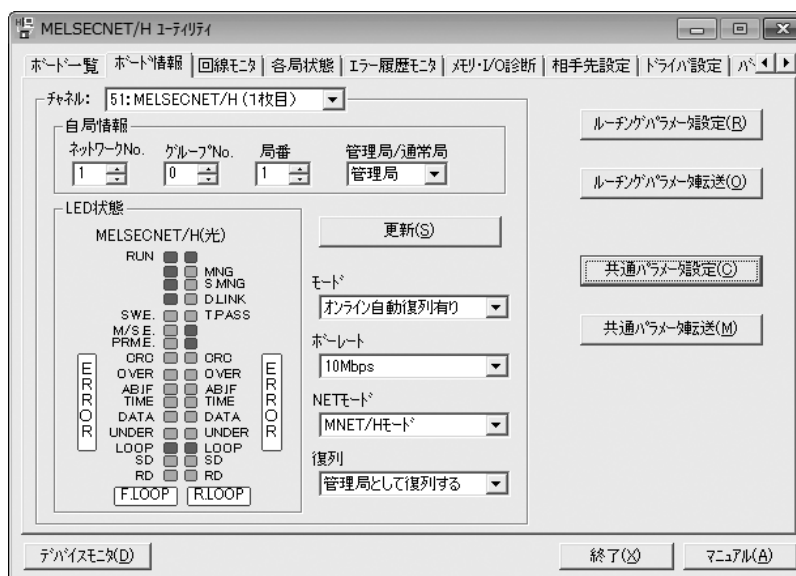 MELSECNET/H ユーティリティ
ボード一覧 ボード情報 回線モニタ 各局状態 エラー履歴モニタ メモリ・I/O診断 相手先設定 ドライバ設定
チャネル: 51:MELSECNET/H (1枚目)
自局情報
ネットワークNo. グループNo. 局番 管理局/通常局
1 0 1 管理局
LED状態
MELSECNET/H(光)
RUN
MNG
S.MNG
D.LINK
SW.E. T.PASS
M/S.E.
PRM.E.
CRC CRC
OVER OVER
AB.IF AB.IF
TIME TIME
DATA DATA
UNDER UNDER
LOOP LOOP
SD SD
RD RD
ERROR ERROR
F.LOOP R.LOOP
更新(S)
モード
オンライン自動復列有り
ボーレート
10Mbps
NETモード
MNET/Hモード
復列
管理局として復列する
ルーチングパラメータ設定(R)
ルーチングパラメータ転送(O)
共通パラメータ設定(C)
共通パラメータ転送(M)
デバイスモニタ(D) 終了(X) マニュアル(A)